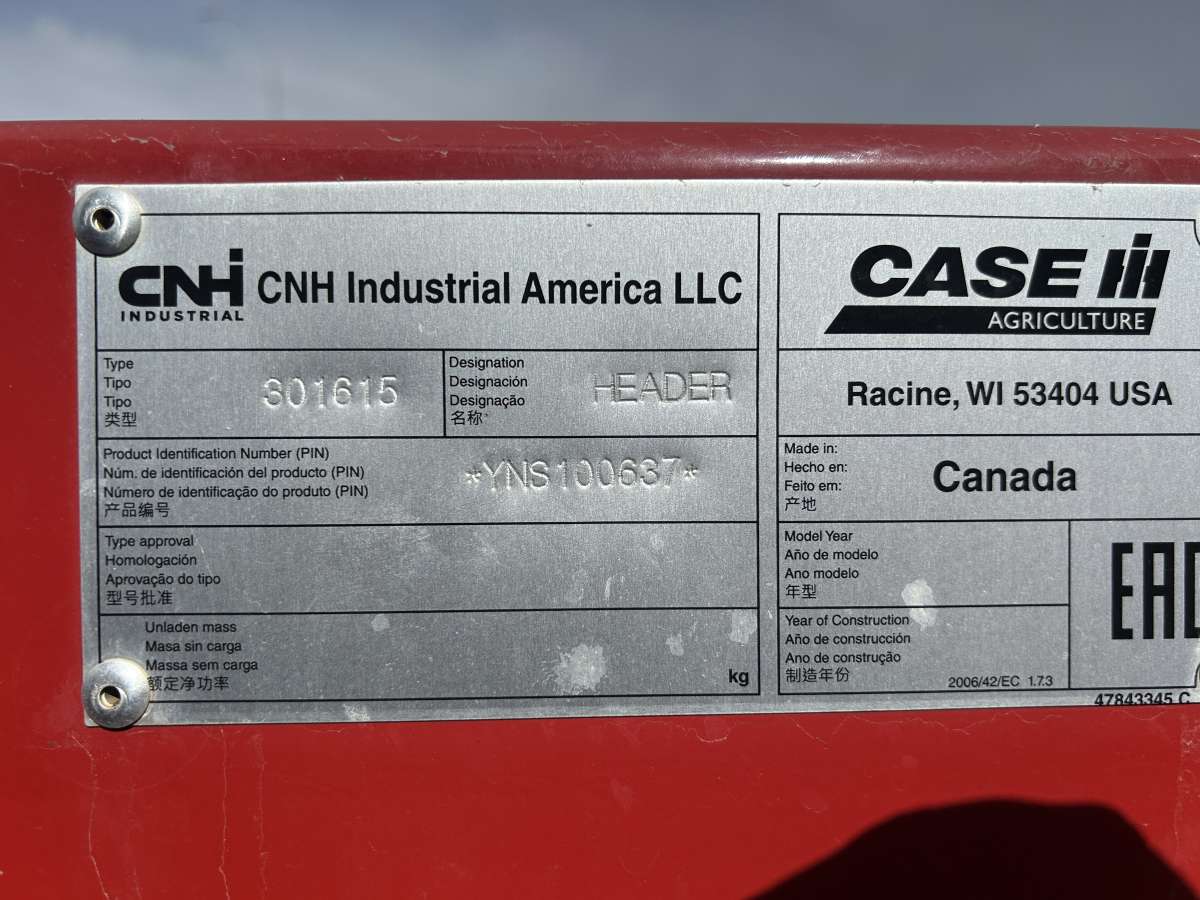 CNH INDUSTRIAL CNH Industrial America LLC
Type
Tipo
Tipo
类型
301615
Designation
Designación
Designação
名称
HEADER
Product Identification Number (PIN)
Núm. de identificación del producto (PIN)
Número de identificação do produto (PIN)
产品编号
*YNS100637*
Type approval
Homologación
Aprovação do tipo
型号批准
Unladen mass
Masa sin carga
Massa sem carga
额定净功率
kg
CASE IH
AGRICULTURE
Racine, WI 53404 USA
Made in:
Hecho en:
Feito em:
产地
Canada
Model Year
Año de modelo
Ano modelo
年型
Year of Construction
Año de construcción
Ano de construção
制造年份
2006/42/EC 1.7.3
EAC
47843345 C